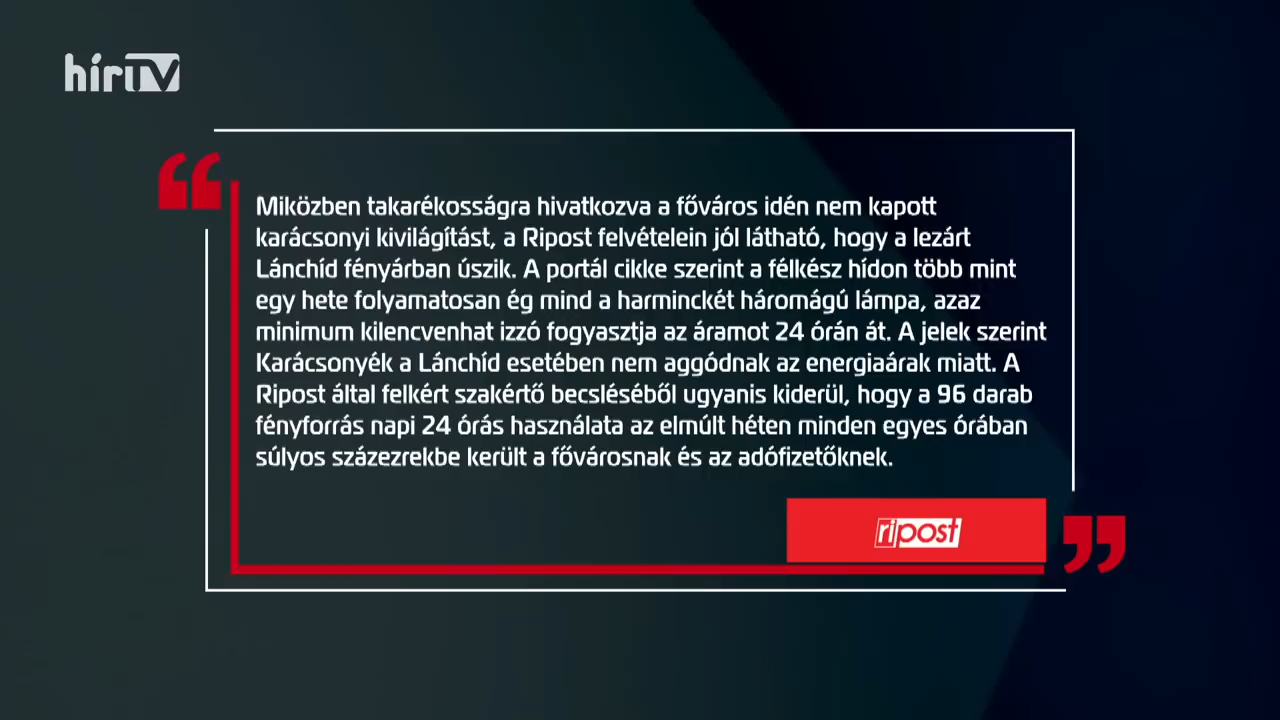 hírTV
Miközben takarékosságra hivatkozva a főváros idén nem kapott
karácsonyi kivilágítást, a Ripost felvételein jól látható, hogy a lezárt
Lánchíd fényárban úszik. A portál cikke szerint a félkész hídon több mint
egy hete folyamatosan ég mind a harminckét háromágú lámpa, azaz
minimum kilencvenhat izzó fogyasztja az áramot 24 órán át. A jelek szerint
Karácsonyék a Lánchíd esetében nem aggódnak az energiaárak miatt. A
Ripost által felkért szakértő becsléséből ugyanis kiderül, hogy a 96 darab
fényforrás napi 24 órás használata az elmúlt héten minden egyes órában
súlyos százezrekbe került a fővárosnak és az adófizetőknek.
ripost